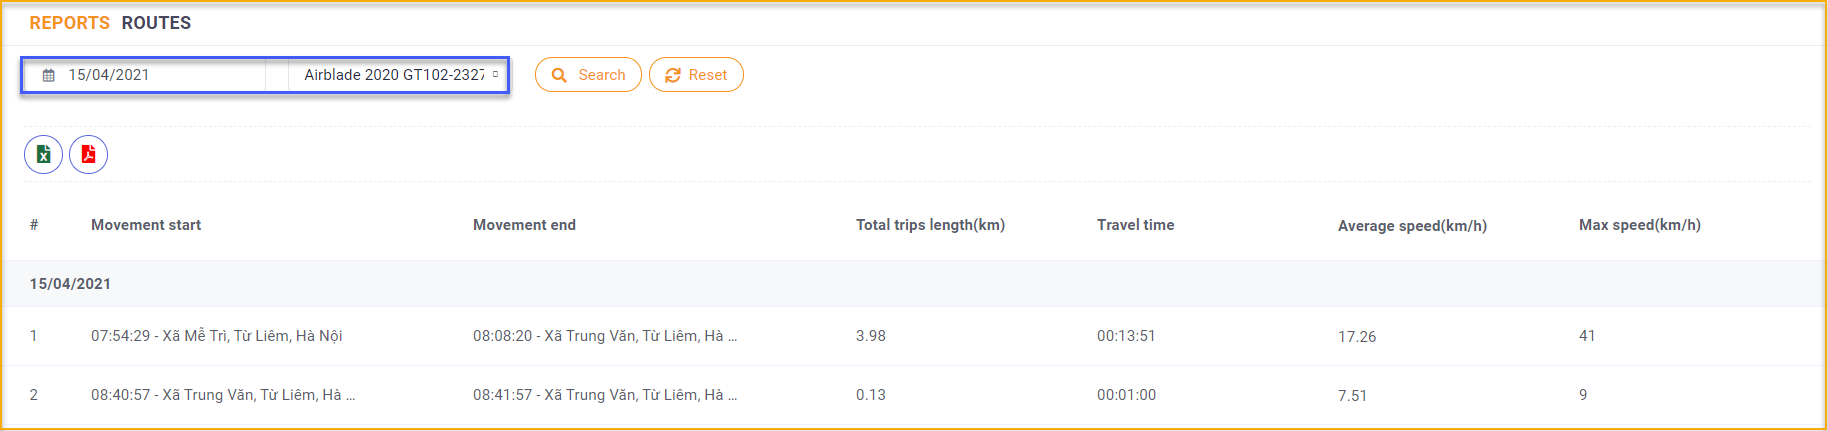 REPORTS ROUTES
15/04/2021 Airblade 2020 GT102-2327 Search Reset
# Movement start Movement end Total trips length(km) Travel time Average speed(km/h) Max speed(km/h)
15/04/2021
1 07:54:29 - Xã Mễ Trì, Từ Liêm, Hà Nội 08:08:20 - Xã Trung Văn, Từ Liêm, Hà ... 3.98 00:13:51 17.26 41
2 08:40:57 - Xã Trung Văn, Từ Liêm, Hà ... 08:41:57 - Xã Trung Văn, Từ Liêm, Hà ... 0.13 00:01:00 7.51 9